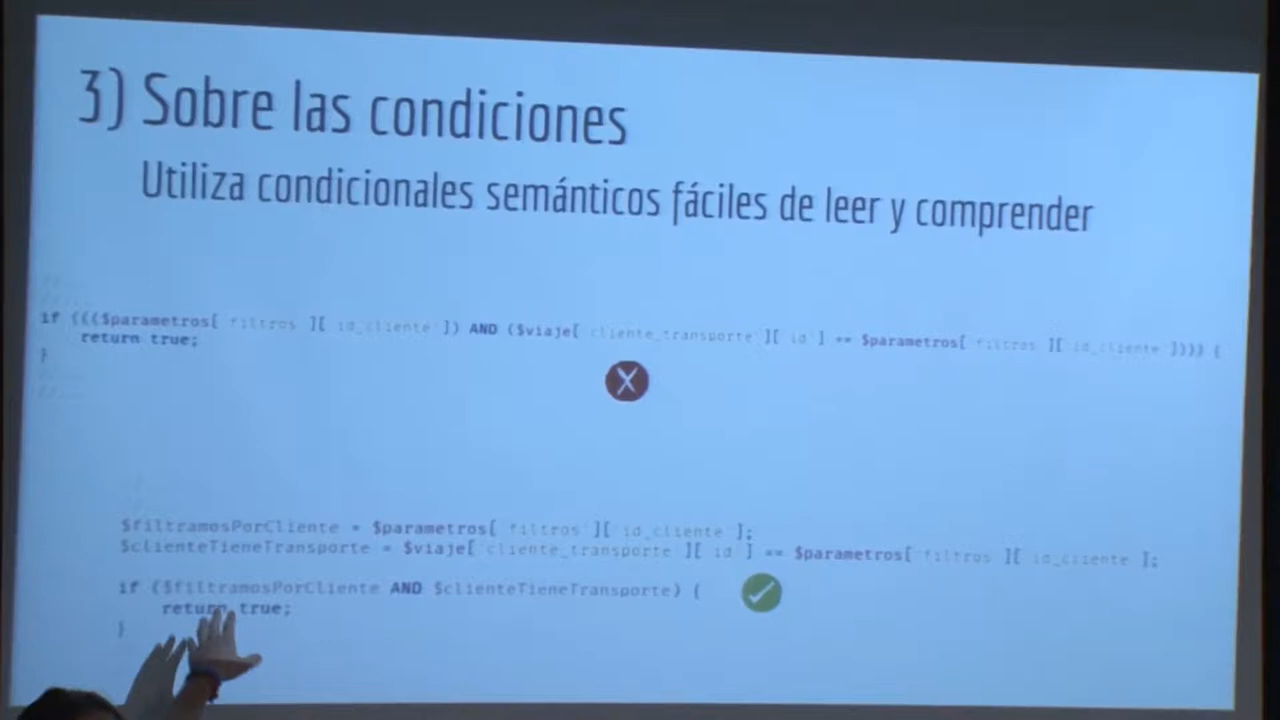 3) Sobre las condiciones
Utiliza condicionales semánticos fáciles de leer y comprender
if ((($parametros[ filtros ][ id_cliente ]) AND ($viaje[ cliente_transporte ][ id ] == $parametros[ filtros ][ id_cliente ]))) {
return true;
}
X
$filtramosPorCliente = $parametros[ filtros ][ id_cliente ];
$clienteTieneTransporte = $viaje[ cliente_transporte ][ id ] == $parametros[ filtros ][ id_cliente ];
if ($filtramosPorCliente AND $clienteTieneTransporte) {
return true;
}